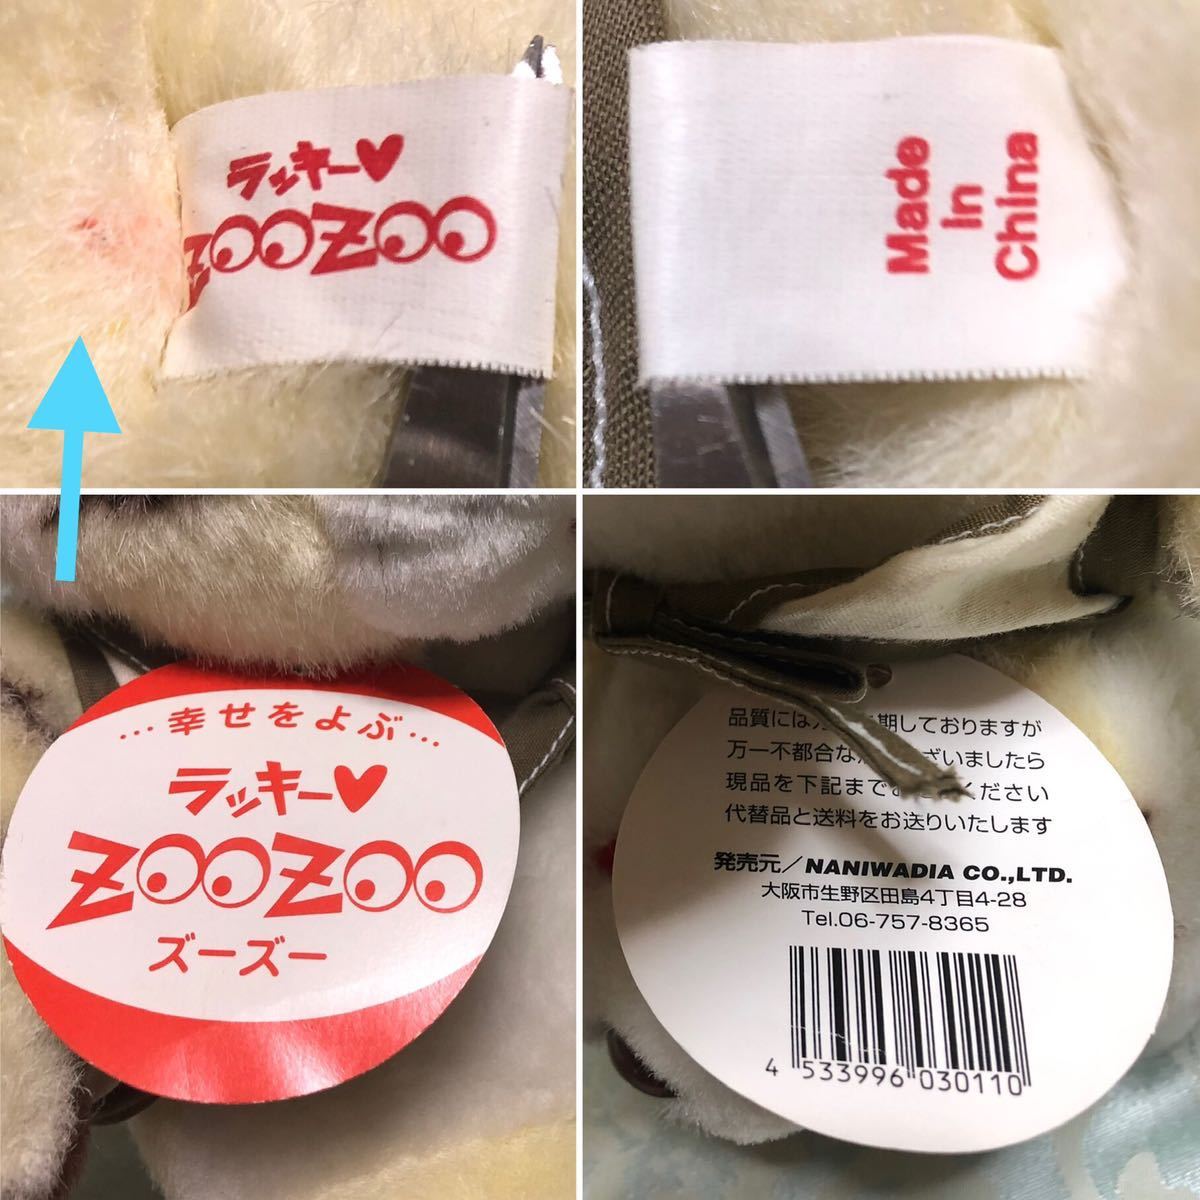 ラッキー♥
ZOOZOO
Made
in
China
…幸せをよぶ…
ラッキー♥
ZOOZOO
ズーズー
品質には 期しておりますが
万一不都合な ざいましたら
現品を下記まで ください
代替品と送料をお送りいたします
発売元／NANIWADIA CO.,LTD.
大阪市生野区田島4丁目4-28
Tel.06-757-8365
4 533996 030110